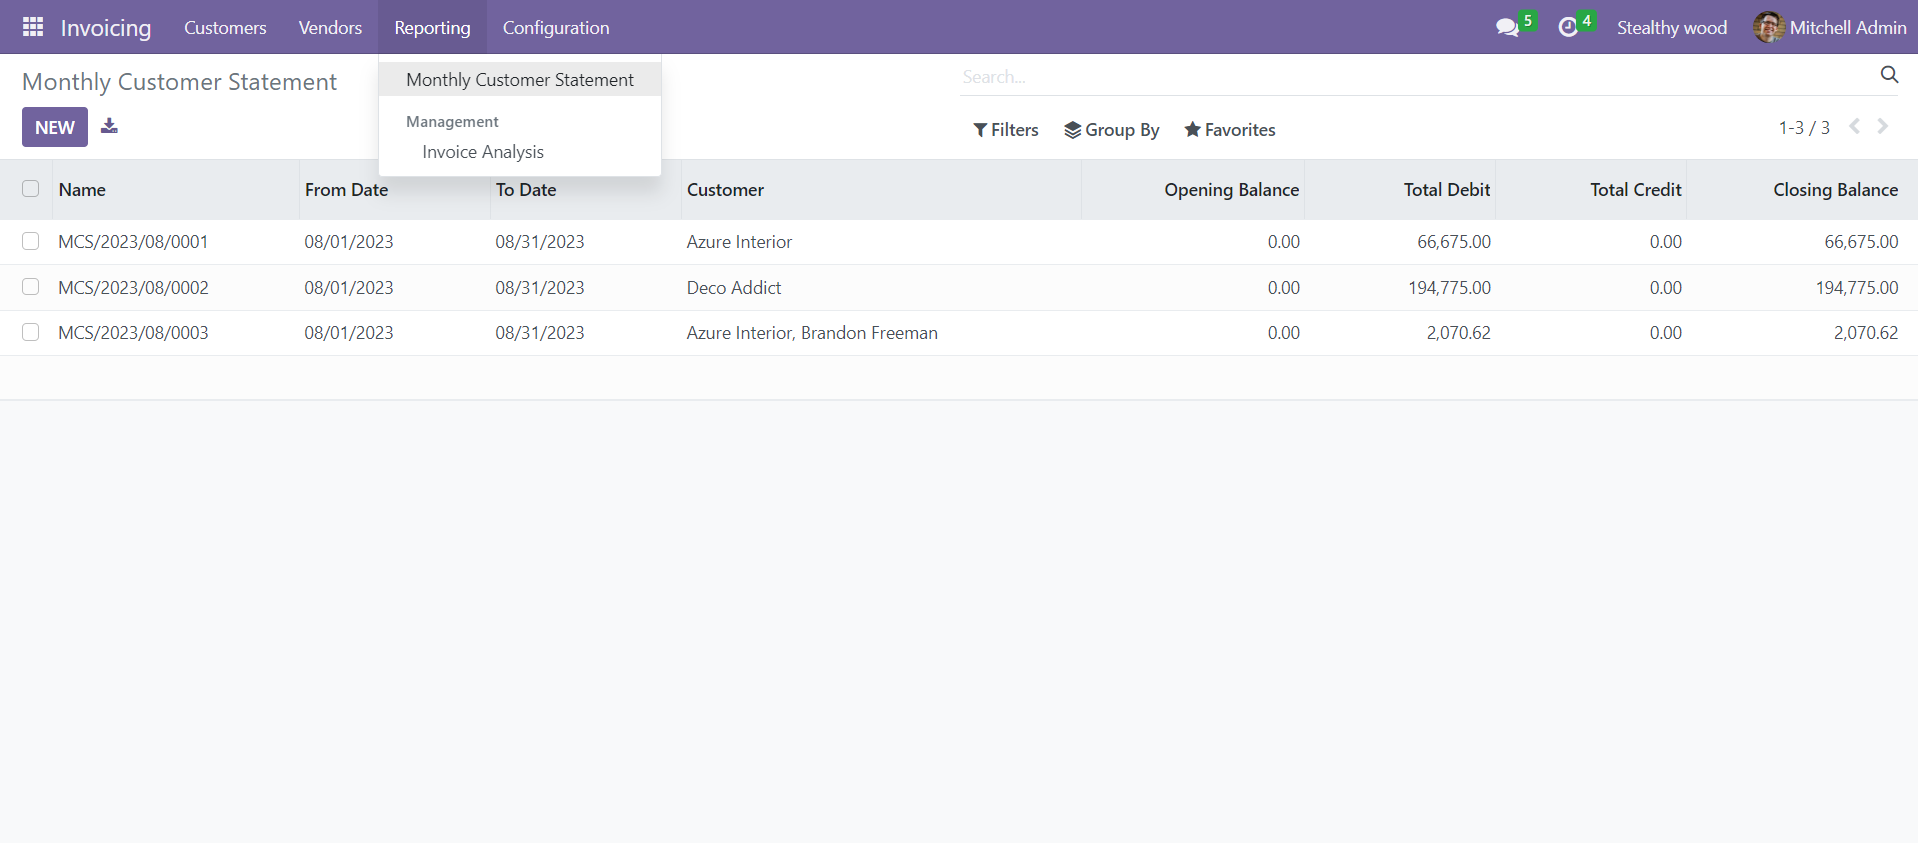 Invoicing Customers Vendors Reporting Configuration 5 4 Stealthy wood Mitchell Admin
Monthly Customer Statement
Search...
Monthly Customer Statement
Management
Invoice Analysis
NEW
Filters Group By Favorites 1-3 / 3
Name From Date To Date Customer Opening Balance Total Debit Total Credit Closing Balance
MCS/2023/08/0001 08/01/2023 08/31/2023 Azure Interior 0.00 66,675.00 0.00 66,675.00
MCS/2023/08/0002 08/01/2023 08/31/2023 Deco Addict 0.00 194,775.00 0.00 194,775.00
MCS/2023/08/0003 08/01/2023 08/31/2023 Azure Interior, Brandon Freeman 0.00 2,070.62 0.00 2,070.62